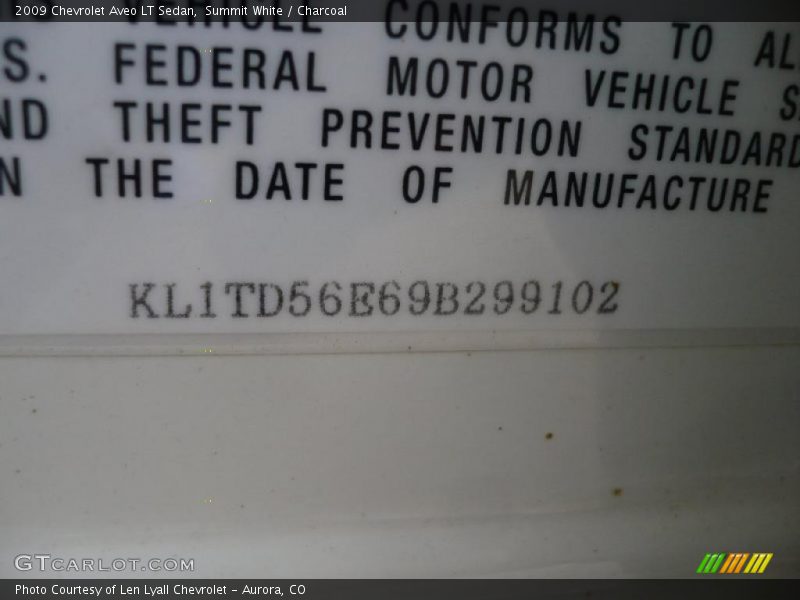 2009 Chevrolet Aveo LT Sedan, Summit White / Charcoal
VEHICLE CONFORMS TO AL
S. FEDERAL MOTOR VEHICLE S
ND THEFT PREVENTION STANDARD
N THE DATE OF MANUFACTURE
KL1TD56E69B299102
GTCARLOT.COM
Photo Courtesy of Len Lyall Chevrolet - Aurora, CO